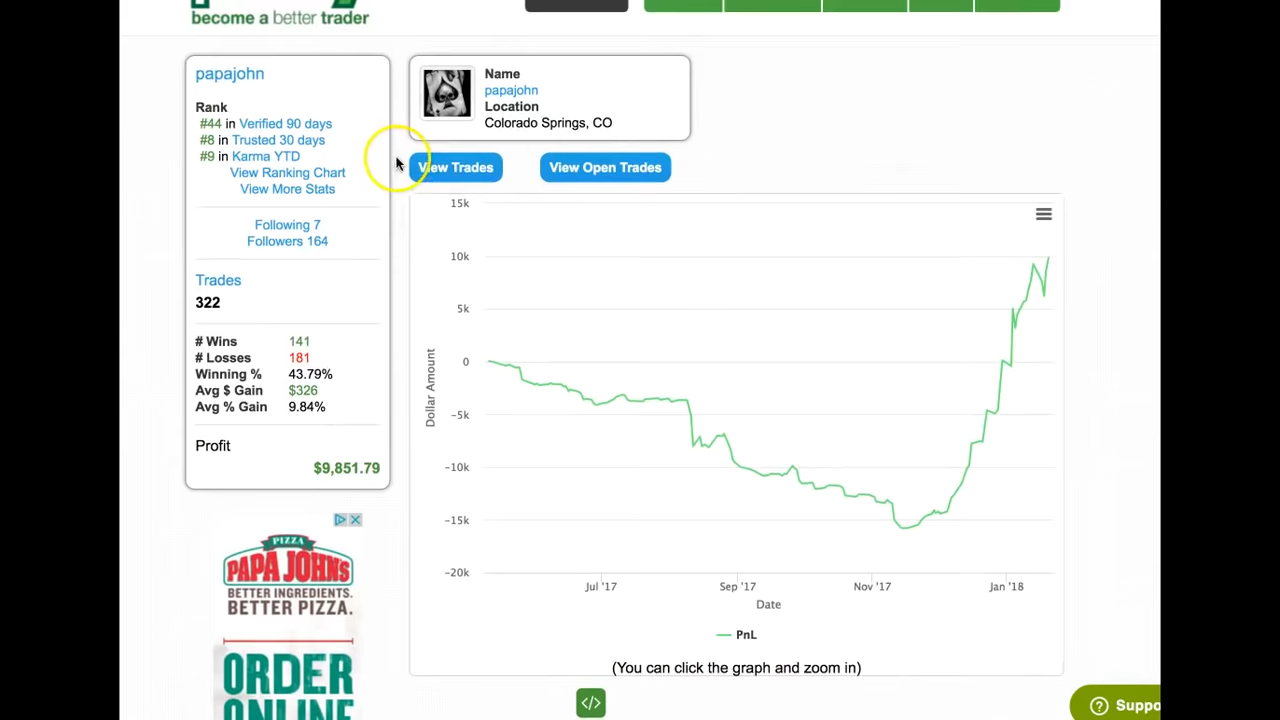 become a better trader
papajohn
Rank
#44 in Verified 90 days
#8 in Trusted 30 days
#9 in Karma YTD
View Ranking Chart
View More Stats
Following 7
Followers 164
Trades
322
# Wins 141
# Losses 181
Winning % 43.79%
Avg $ Gain $326
Avg % Gain 9.84%
Profit
$9,851.79
Name
papajohn
Location
Colorado Springs, CO
View Trades
View Open Trades
15k
10k
5k
0
-5k
-10k
-15k
-20k
Dollar Amount
Jul '17
Sep '17
Nov '17
Jan '18
Date
PnL
(You can click the graph and zoom in)
PIZZA
PAPA JOHN'S
BETTER INGREDIENTS.
BETTER PIZZA.
ORDER
ONLINE
</>
? Suppo